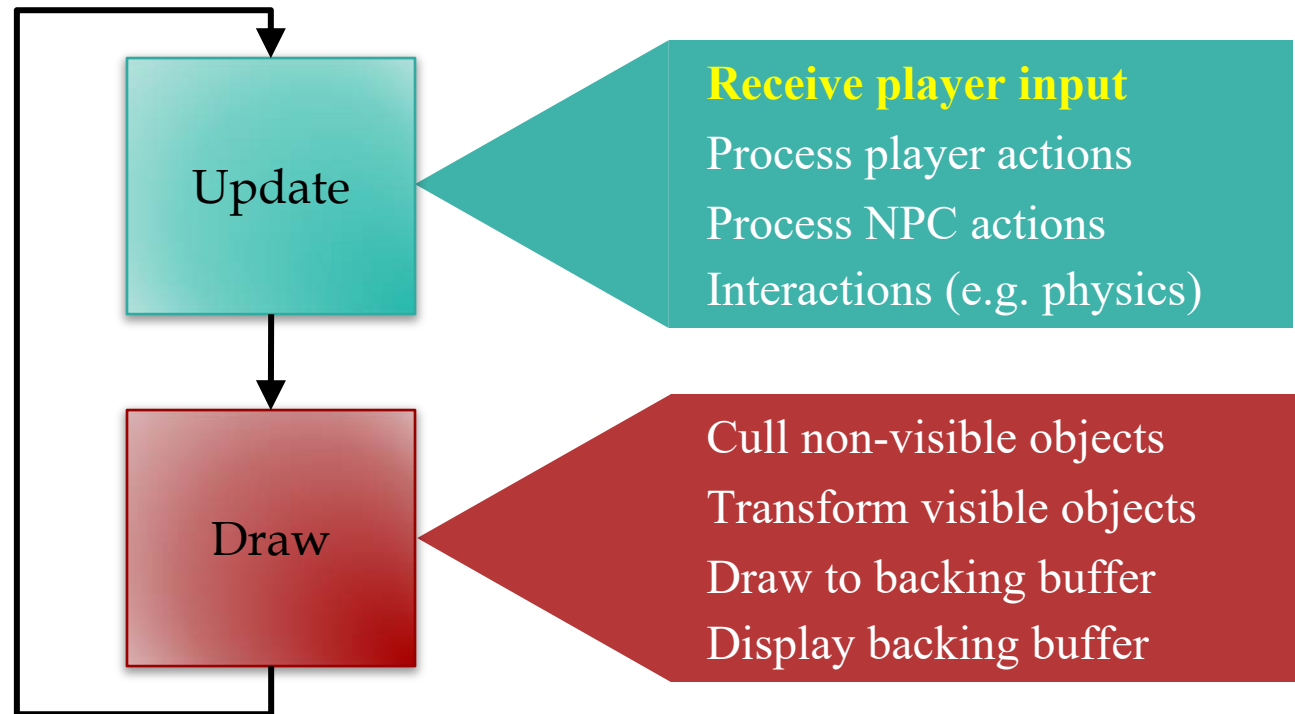 Update
Receive player input
Process player actions
Process NPC actions
Interactions (e.g. physics)
Draw
Cull non-visible objects
Transform visible objects
Draw to backing buffer
Display backing buffer